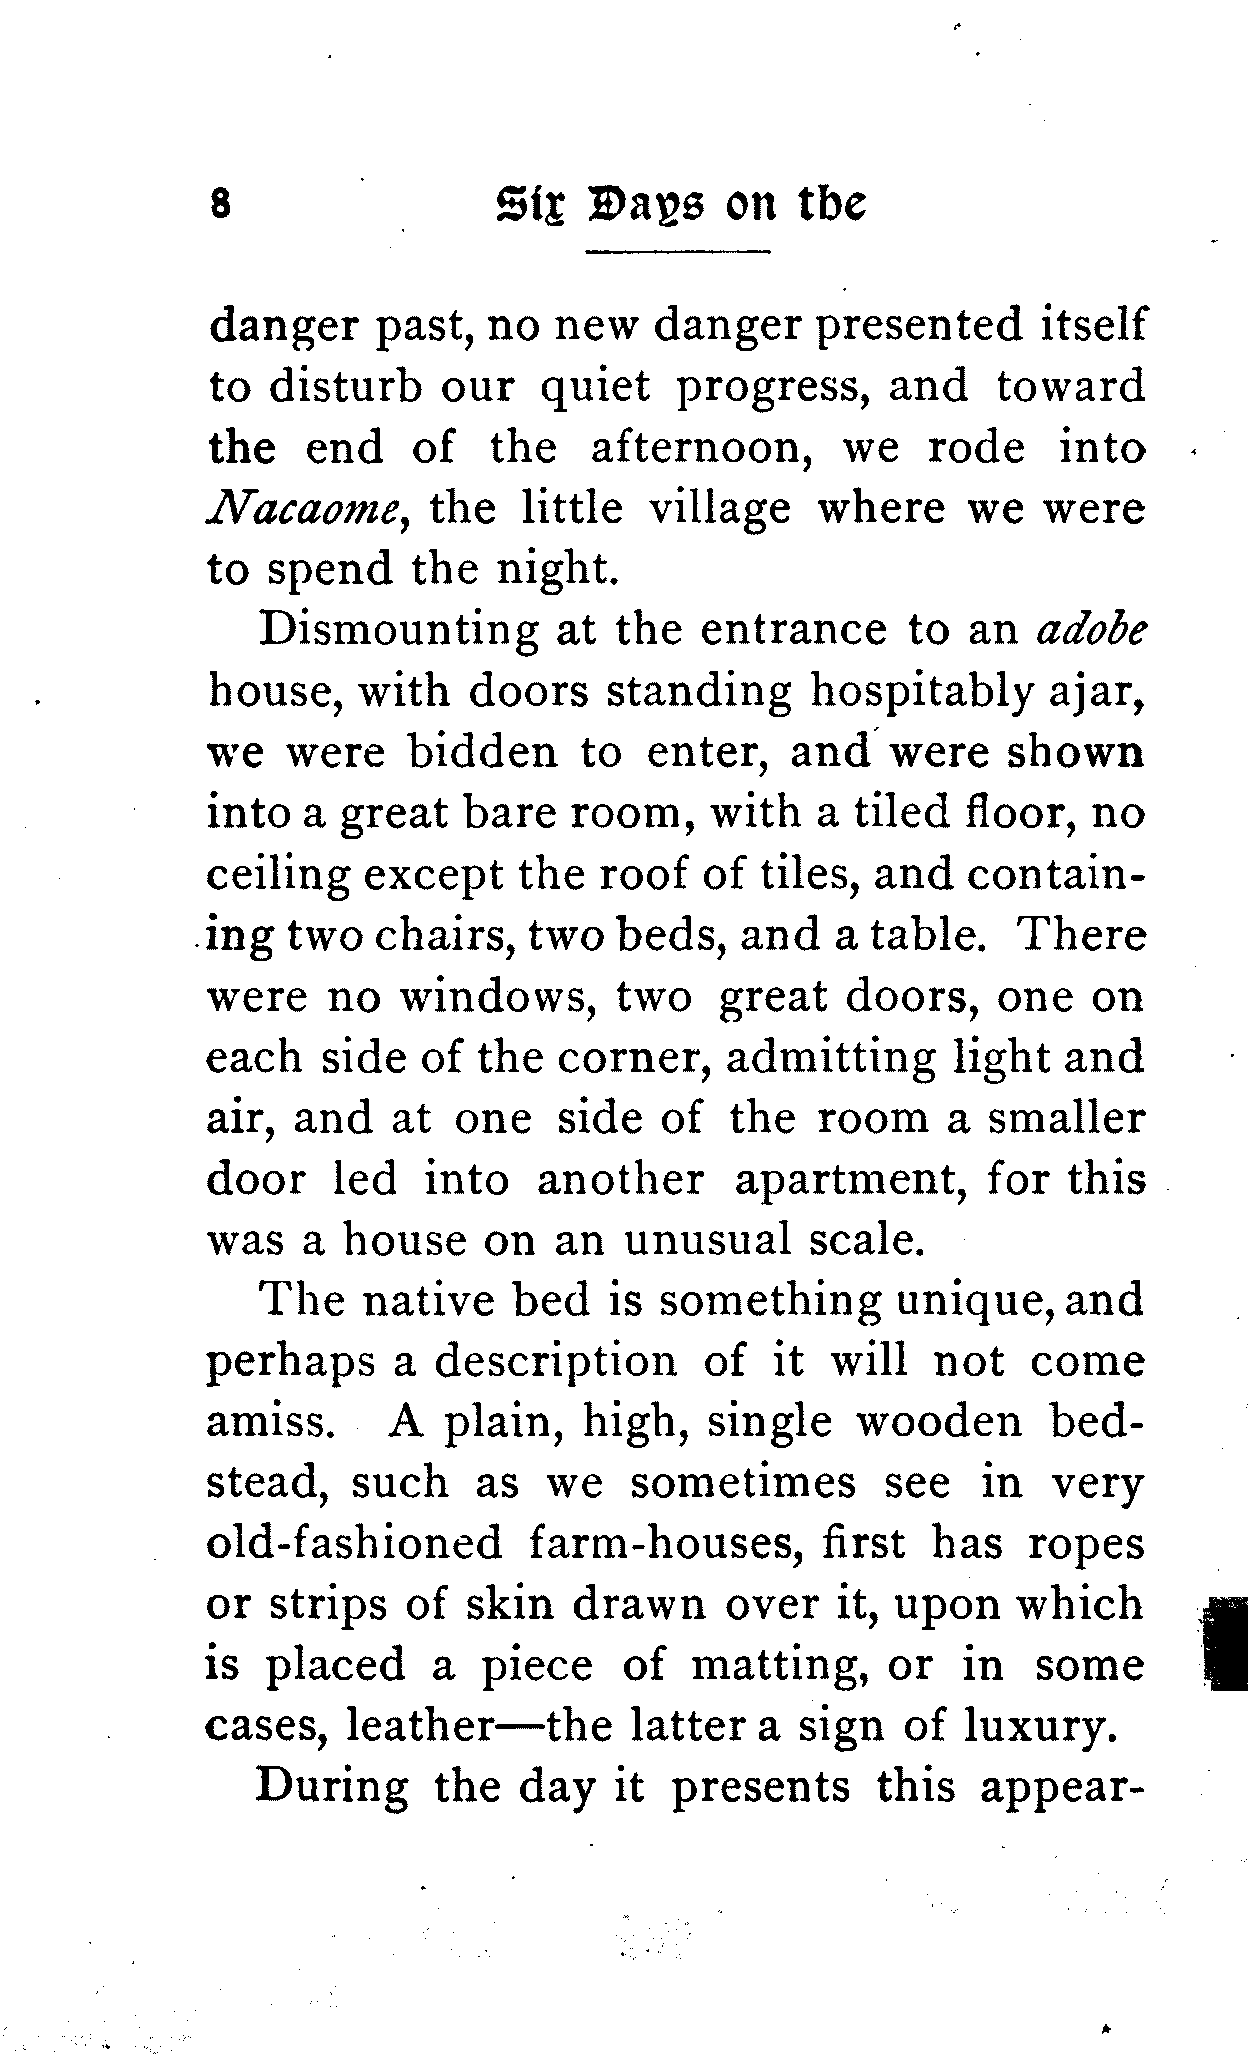 8 Six Days on the
danger past, no new danger presented itself
to disturb our quiet progress, and toward
the end of the afternoon, we rode into
Nacaome, the little village where we were
to spend the night.
Dismounting at the entrance to an adobe
house, with doors standing hospitably ajar,
we were bidden to enter, and were shown
into a great bare room, with a tiled floor, no
ceiling except the roof of tiles, and contain-
ing two chairs, two beds, and a table. There
were no windows, two great doors, one on
each side of the corner, admitting light and
air, and at one side of the room a smaller
door led into another apartment, for this
was a house on an unusual scale.
The native bed is something unique, and
perhaps a description of it will not come
amiss. A plain, high, single wooden bed-
stead, such as we sometimes see in very
old-fashioned farm-houses, first has ropes
or strips of skin drawn over it, upon which
is placed a piece of matting, or in some
cases, leather—the latter a sign of luxury.
During the day it presents this appear-